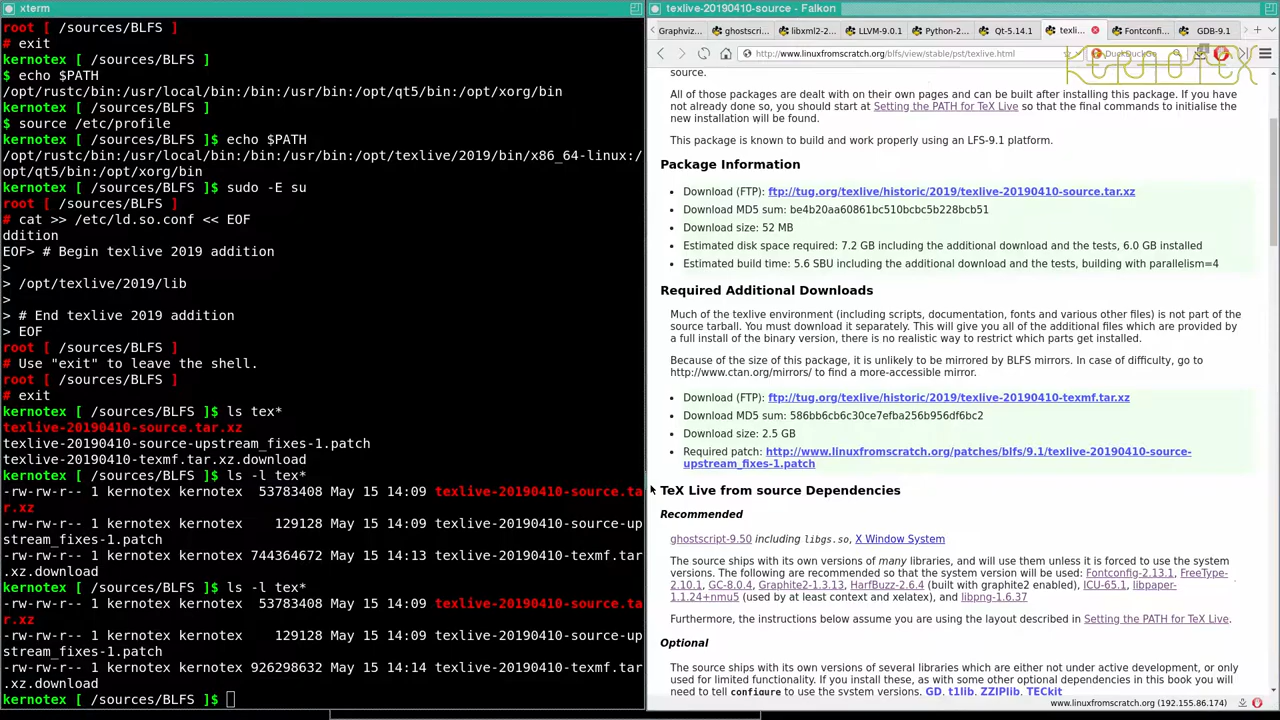 xterm
root [ /sources/BLFS ]
# exit
kernotex [ /sources/BLFS ]
$ echo $PATH
/opt/rustc/bin:/usr/local/bin:/bin:/usr/bin:/opt/qt5/bin:/opt/xorg/bin
kernotex [ /sources/BLFS ]
$ source /etc/profile
kernotex [ /sources/BLFS ]$ echo $PATH
/opt/rustc/bin:/usr/local/bin:/bin:/usr/bin:/opt/texlive/2019/bin/x86_64-linux:/
opt/qt5/bin:/opt/xorg/bin
kernotex [ /sources/BLFS ]$ sudo -E su
root [ /sources/BLFS ]
# cat >> /etc/ld.so.conf << EOF
ddition
EOF> # Begin texlive 2019 addition
>
> /opt/texlive/2019/lib
>
> # End texlive 2019 addition
> EOF
root [ /sources/BLFS ]
# Use "exit" to leave the shell.
root [ /sources/BLFS ]
# exit
kernotex [ /sources/BLFS ]$ ls tex*
texlive-20190410-source.tar.xz
texlive-20190410-source-upstream_fixes-1.patch
texlive-20190410-texmf.tar.xz.download
kernotex [ /sources/BLFS ]$ ls -l tex*
-rw-rw-r-- 1 kernotex kernotex  53783408 May 15 14:09 texlive-20190410-source.ta
r.xz
-rw-rw-r-- 1 kernotex kernotex    129128 May 15 14:09 texlive-20190410-source-up
stream_fixes-1.patch
-rw-rw-r-- 1 kernotex kernotex 744364672 May 15 14:13 texlive-20190410-texmf.tar
.xz.download
kernotex [ /sources/BLFS ]$ ls -l tex*
-rw-rw-r-- 1 kernotex kernotex  53783408 May 15 14:09 texlive-20190410-source.ta
r.xz
-rw-rw-r-- 1 kernotex kernotex    129128 May 15 14:09 texlive-20190410-source-up
stream_fixes-1.patch
-rw-rw-r-- 1 kernotex kernotex 926298632 May 15 14:14 texlive-20190410-texmf.tar
.xz.download
kernotex [ /sources/BLFS ]$
texlive-20190410-source - Falkon
Graphviz... ghostscri... libxml2-... LLVM-9.0.1 Python-2... Qt-5.14.1 texli... Fontconfi... GDB-9.1
http://www.linuxfromscratch.org/blfs/view/stable/pst/texlive.html DuckDuckGo
KERNOTEX
source.
All of those packages are dealt with on their own pages and can be built after installing this package. If you have
not already done so, you should start at Setting the PATH for TeX Live so that the final commands to initialise the
new installation will be found.
This package is known to build and work properly using an LFS-9.1 platform.
Package Information
• Download (FTP): ftp://tug.org/texlive/historic/2019/texlive-20190410-source.tar.xz
• Download MD5 sum: be4b20aa60861bc510bcbc5b228bcb51
• Download size: 52 MB
• Estimated disk space required: 7.2 GB including the additional download and the tests, 6.0 GB installed
• Estimated build time: 5.6 SBU including the additional download and the tests, building with parallelism=4
Required Additional Downloads
Much of the texlive environment (including scripts, documentation, fonts and various other files) is not part of the
source tarball. You must download it separately. This will give you all of the additional files which are provided by
a full install of the binary version, there is no realistic way to restrict which parts get installed.
Because of the size of this package, it is unlikely to be mirrored by BLFS mirrors. In case of difficulty, go to
http://www.ctan.org/mirrors/ to find a more-accessible mirror.
• Download (FTP): ftp://tug.org/texlive/historic/2019/texlive-20190410-texmf.tar.xz
• Download MD5 sum: 586bb6cb6c30ce7efba256b956df6bc2
• Download size: 2.5 GB
• Required patch: http://www.linuxfromscratch.org/patches/blfs/9.1/texlive-20190410-source-
upstream_fixes-1.patch
TeX Live from source Dependencies
Recommended
ghostscript-9.50 including libgs.so, X Window System
The source ships with its own versions of many libraries, and will use them unless it is forced to use the system
versions. The following are recommended so that the system version will be used: Fontconfig-2.13.1, FreeType-
2.10.1, GC-8.0.4, Graphite2-1.3.13, HarfBuzz-2.6.4 (built with graphite2 enabled), ICU-65.1, libpaper-
1.1.24+nmu5 (used by at least context and xelatex), and libpng-1.6.37
Furthermore, the instructions below assume you are using the layout described in Setting the PATH for TeX Live.
Optional
The source ships with its own versions of several libraries which are either not under active development, or only
used for limited functionality. If you install these, as with some other optional dependencies in this book you will
need to tell configure to use the system versions. GD, t1lib, ZZIPlib, TECkit
www.linuxfromscratch.org (192.155.86.174)